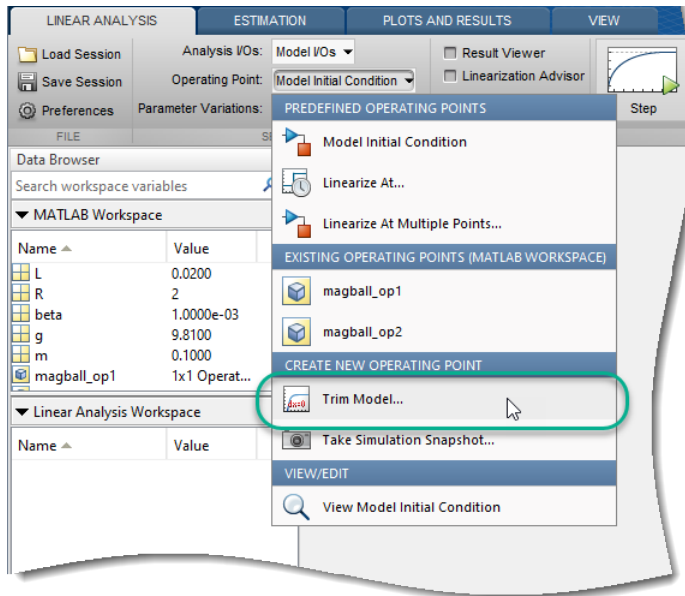 LINEAR ANALYSIS ESTIMATION PLOTS AND RESULTS VIEW
Load Session Analysis I/Os: Model I/Os Result Viewer
Save Session Operating Point: Model Initial Condition Linearization Advisor
Preferences Parameter Variations: Step
FILE
PREDEFINED OPERATING POINTS
Model Initial Condition
Linearize At...
Linearize At Multiple Points...
EXISTING OPERATING POINTS (MATLAB WORKSPACE)
magball_op1
magball_op2
CREATE NEW OPERATING POINT
dx=0 Trim Model...
Take Simulation Snapshot...
VIEW/EDIT
View Model Initial Condition
Data Browser
Search workspace variables
MATLAB Workspace
Name Value
L 0.0200
R 2
beta 1.0000e-03
g 9.8100
m 0.1000
magball_op1 1x1 Operat...
Linear Analysis Workspace
Name Value